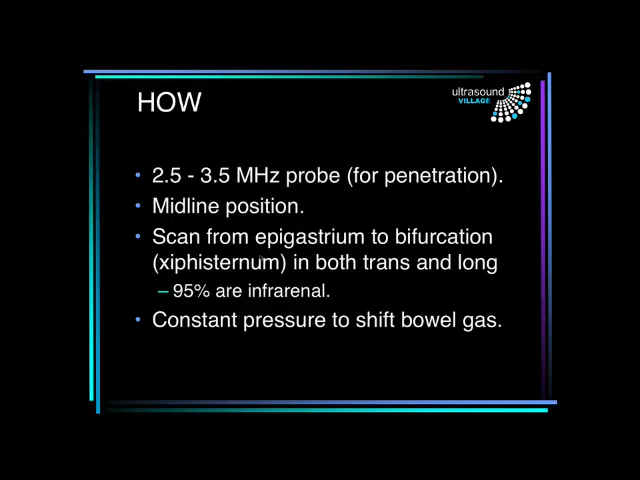 HOW
ultrasound
VILLAGE
• 2.5 - 3.5 MHz probe (for penetration).
• Midline position.
• Scan from epigastrium to bifurcation
(xiphisternum) in both trans and long
– 95% are infrarenal.
• Constant pressure to shift bowel gas.